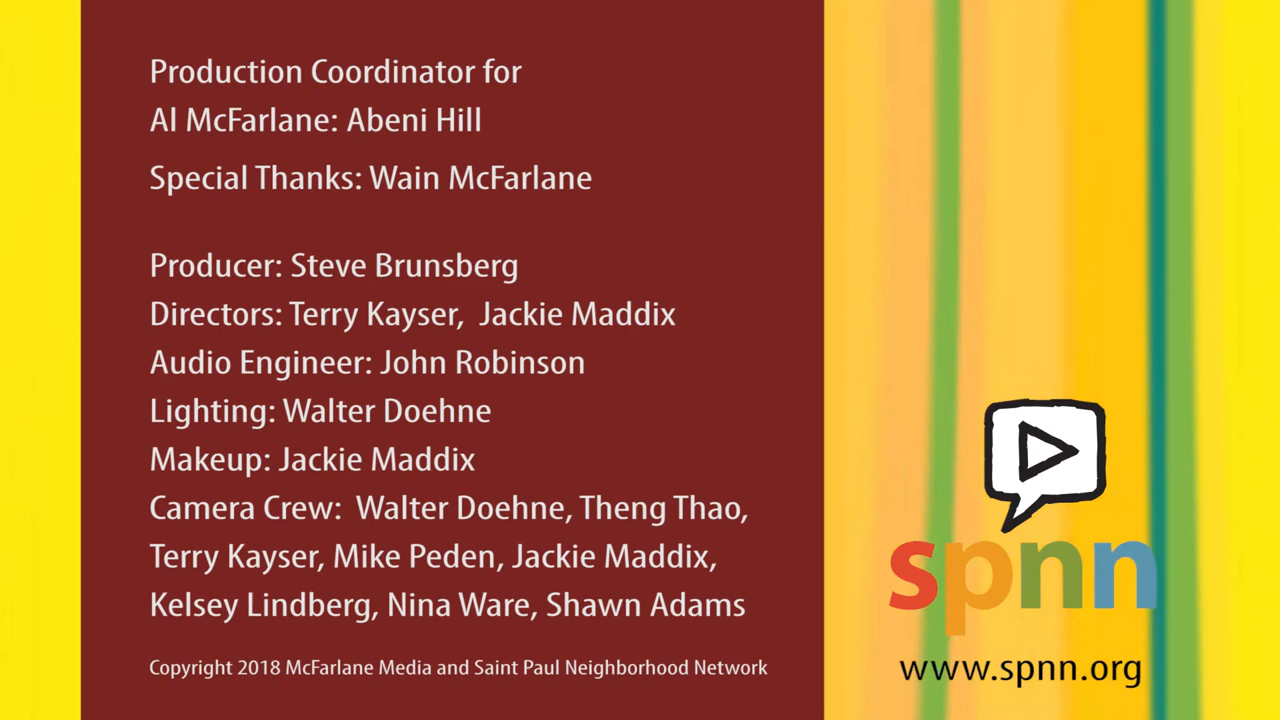 Production Coordinator for
Al McFarlane: Abeni Hill
Special Thanks: Wain McFarlane
Producer: Steve Brunsberg
Directors: Terry Kayser,  Jackie Maddix
Audio Engineer: John Robinson
Lighting: Walter Doehne
Makeup: Jackie Maddix
Camera Crew:  Walter Doehne, Theng Thao,
Terry Kayser, Mike Peden, Jackie Maddix,
Kelsey Lindberg, Nina Ware, Shawn Adams
Copyright 2018 McFarlane Media and Saint Paul Neighborhood Network
spnn
www.spnn.org